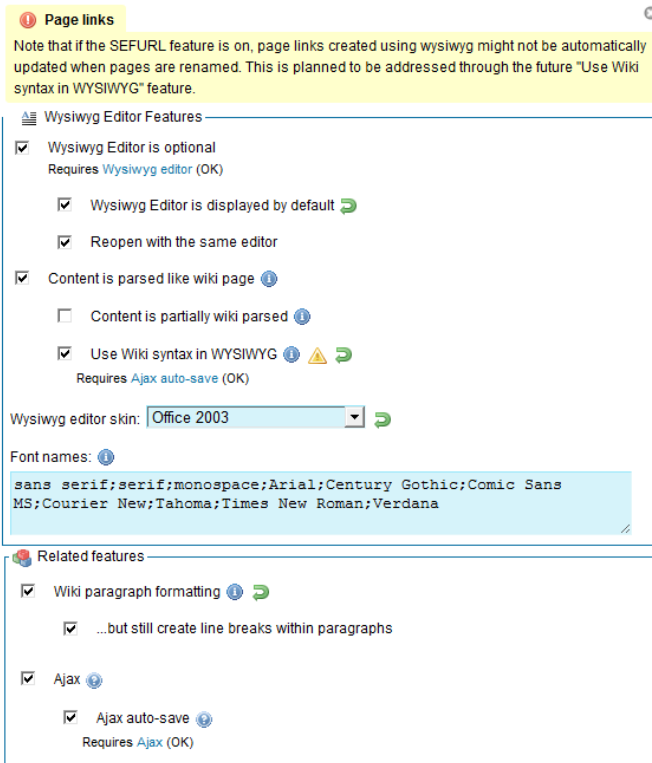 Page links
Note that if the SEFURL feature is on, page links created using wysiwyg might not be automatically
updated when pages are renamed. This is planned to be addressed through the future "Use Wiki
syntax in WYSIWYG" feature.
Wysiwyg Editor Features
Wysiwyg Editor is optional
Requires Wysiwyg editor (OK)
Wysiwyg Editor is displayed by default
Reopen with the same editor
Content is parsed like wiki page
Content is partially wiki parsed
Use Wiki syntax in WYSIWYG
Requires Ajax auto-save (OK)
Wysiwyg editor skin: Office 2003
Font names:
sans serif;serif;monospace;Arial;Century Gothic;Comic Sans
MS;Courier New;Tahoma;Times New Roman;Verdana
Related features
Wiki paragraph formatting
...but still create line breaks within paragraphs
Ajax
Ajax auto-save
Requires Ajax (OK)